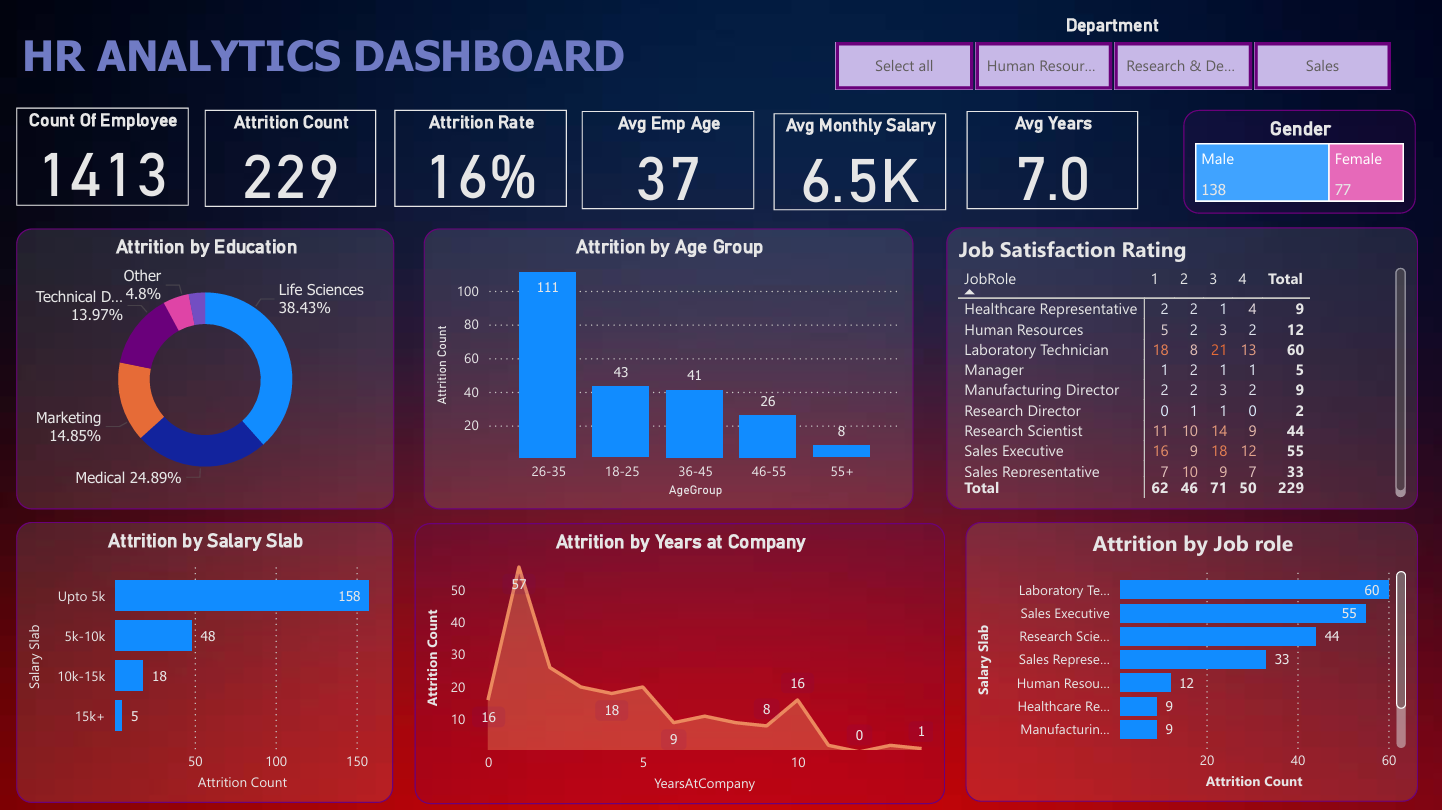 HR ANALYTICS DASHBOARD
Department
Select all
Human Resour...
Research & De...
Sales
Count Of Employee
1413
Attrition Count
229
Attrition Rate
16%
Avg Emp Age
37
Avg Monthly Salary
6.5K
Avg Years
7.0
Gender
Male
138
Female
77
Attrition by Education
Other
4.8%
Technical D...
13.97%
Life Sciences
38.43%
Marketing
14.85%
Medical 24.89%
Attrition by Age Group
Attrition Count
100
80
60
40
20
111
43
41
26
8
26-35
18-25
36-45
46-55
55+
AgeGroup
Job Satisfaction Rating
JobRole 1 2 3 4 Total
Healthcare Representative 2 2 1 4 9
Human Resources 5 2 3 2 12
Laboratory Technician 18 8 21 13 60
Manager 1 2 1 1 5
Manufacturing Director 2 2 3 2 9
Research Director 0 1 1 0 2
Research Scientist 11 10 14 9 44
Sales Executive 16 9 18 12 55
Sales Representative 7 10 9 7 33
Total 62 46 71 50 229
Attrition by Salary Slab
Salary Slab
Upto 5k 158
5k-10k 48
10k-15k 18
15k+ 5
50 100 150
Attrition Count
Attrition by Years at Company
Attrition Count
50
40
30
20
10
16
57
18
9
8
16
0
1
0 5 10
YearsAtCompany
Attrition by Job role
Salary Slab
Laboratory Te... 60
Sales Executive 55
Research Scie... 44
Sales Represe... 33
Human Resou... 12
Healthcare Re... 9
Manufacturin... 9
20 40 60
Attrition Count